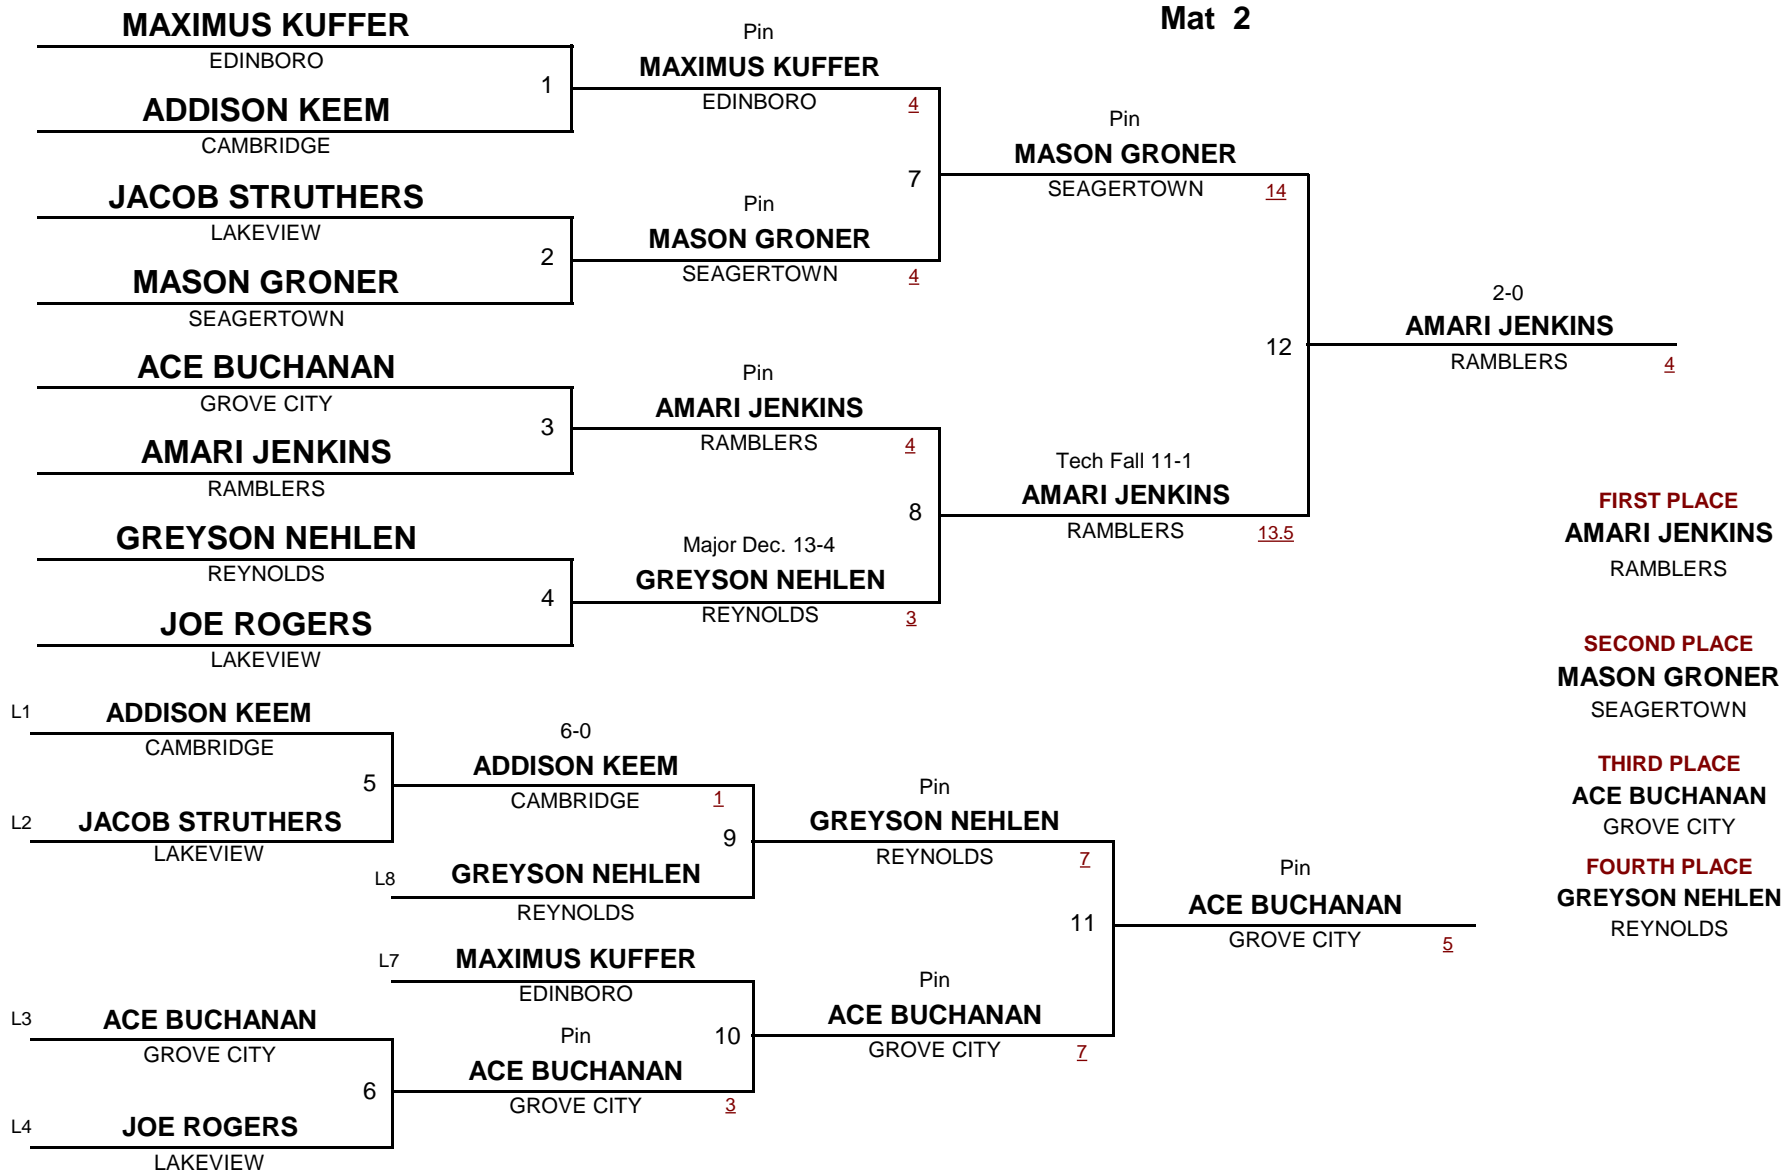 Mat 2
MAXIMUS KUFFER
EDINBORO
1
ADDISON KEEM
CAMBRIDGE
JACOB STRUTHERS
LAKEVIEW
2
MASON GRONER
SEAGERTOWN
ACE BUCHANAN
GROVE CITY
3
AMARI JENKINS
RAMBLERS
GREYSON NEHLEN
REYNOLDS
4
JOE ROGERS
LAKEVIEW
Pin
MAXIMUS KUFFER
EDINBORO 4
7
Pin
MASON GRONER
SEAGERTOWN 4
Pin
AMARI JENKINS
RAMBLERS 4
8
Major Dec. 13-4
GREYSON NEHLEN
REYNOLDS 3
Pin
MASON GRONER
SEAGERTOWN 14
12
Tech Fall 11-1
AMARI JENKINS
RAMBLERS 13.5
2-0
AMARI JENKINS
RAMBLERS 4
FIRST PLACE
AMARI JENKINS
RAMBLERS
SECOND PLACE
MASON GRONER
SEAGERTOWN
THIRD PLACE
ACE BUCHANAN
GROVE CITY
FOURTH PLACE
GREYSON NEHLEN
REYNOLDS
L1 ADDISON KEEM
CAMBRIDGE
5
L2 JACOB STRUTHERS
LAKEVIEW
6-0
ADDISON KEEM
CAMBRIDGE 1
9
L8 GREYSON NEHLEN
REYNOLDS
L7 MAXIMUS KUFFER
EDINBORO
10
L3 ACE BUCHANAN
GROVE CITY
6
L4 JOE ROGERS
LAKEVIEW
Pin
ACE BUCHANAN
GROVE CITY 3
Pin
GREYSON NEHLEN
REYNOLDS 7
11
Pin
ACE BUCHANAN
GROVE CITY 7
Pin
ACE BUCHANAN
GROVE CITY 5